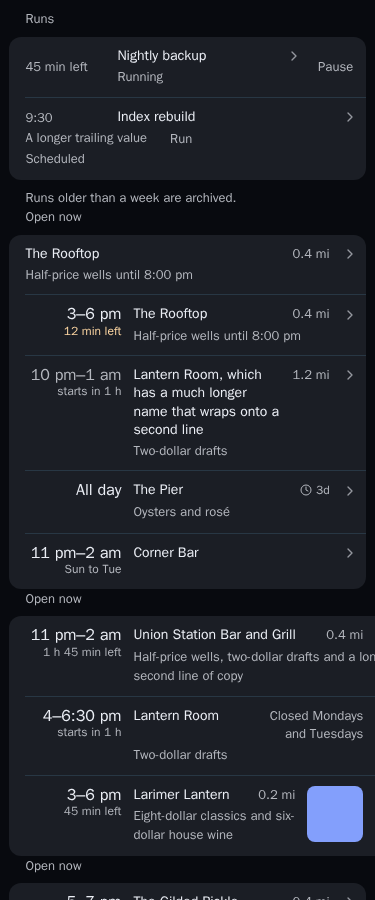 Runs
45 min left Nightly backup Pause
Running
9:30 Index rebuild
A longer trailing value Run
Scheduled
Runs older than a week are archived.
Open now
The Rooftop 0.4 mi
Half-price wells until 8:00 pm
3–6 pm The Rooftop 0.4 mi
12 min left Half-price wells until 8:00 pm
10 pm–1 am Lantern Room, which 1.2 mi
starts in 1 h has a much longer
name that wraps onto a
second line
Two-dollar drafts
All day The Pier 3d
Oysters and rosé
11 pm–2 am Corner Bar
Sun to Tue
Open now
11 pm–2 am Union Station Bar and Grill 0.4 mi
1 h 45 min left Half-price wells, two-dollar drafts and a lon
second line of copy
4–6:30 pm Lantern Room Closed Mondays
starts in 1 h and Tuesdays
Two-dollar drafts
3–6 pm Larimer Lantern 0.2 mi
45 min left Eight-dollar classics and six-
dollar house wine
Open now